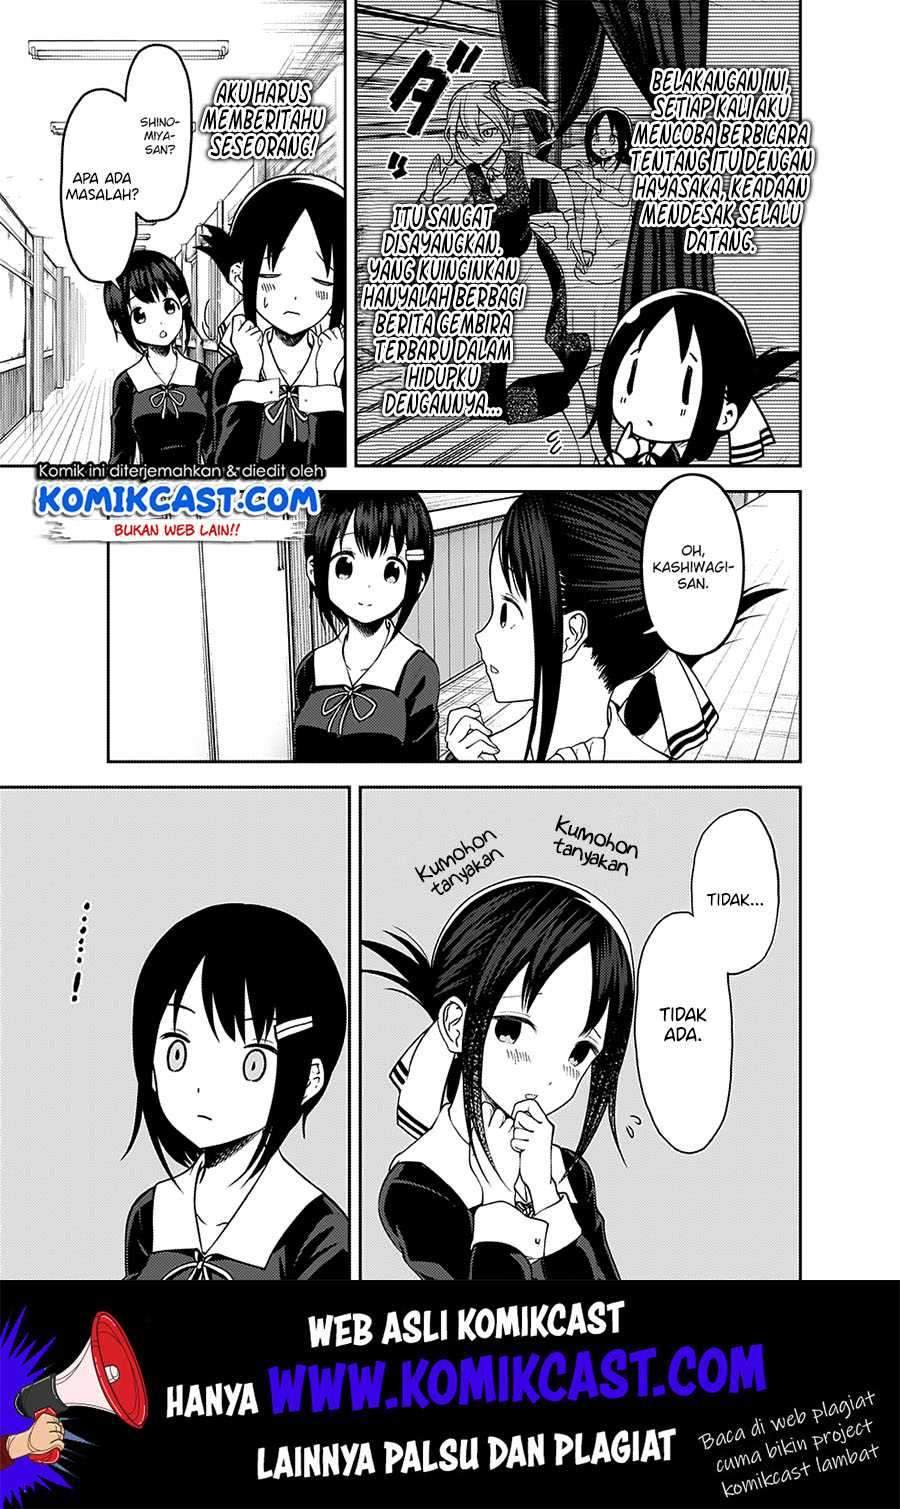 BELAKANGAN INI,
SETIAP KALI AKU
MENCOBA BERBICARA
TENTANG ITU DENGAN
HAYASAKA, KEADAAN
MENDESAK SELALU
DATANG.
ダッ
ITU SANGAT
DISAYANGKAN.
YANG KUINGINKAN
HANYALAH BERBAGI
BERITA GEMBIRA
TERBARU DALAM
HIDUPKU
DENGANNYA...
AKU HARUS
MEMBERITAHU
SESEORANG!
SHINO-
MIYA-
SAN?
APA ADA
MASALAH?
Komik ini diterjemahkan & diedit oleh
KOMIKCAST.COM
BUKAN WEB LAIN!!
OH,
KASHIWAGI-
SAN.
TIDAK...
TIDAK
ADA.
Kumohon
tanyakan
Kumohon
tanyakan
WEB ASLI KOMIKCAST
HANYA WWW.KOMIKCAST.COM
LAINNYA PALSU DAN PLAGIAT
Baca di web plagiat
cuma bikin project
komikcast lambat